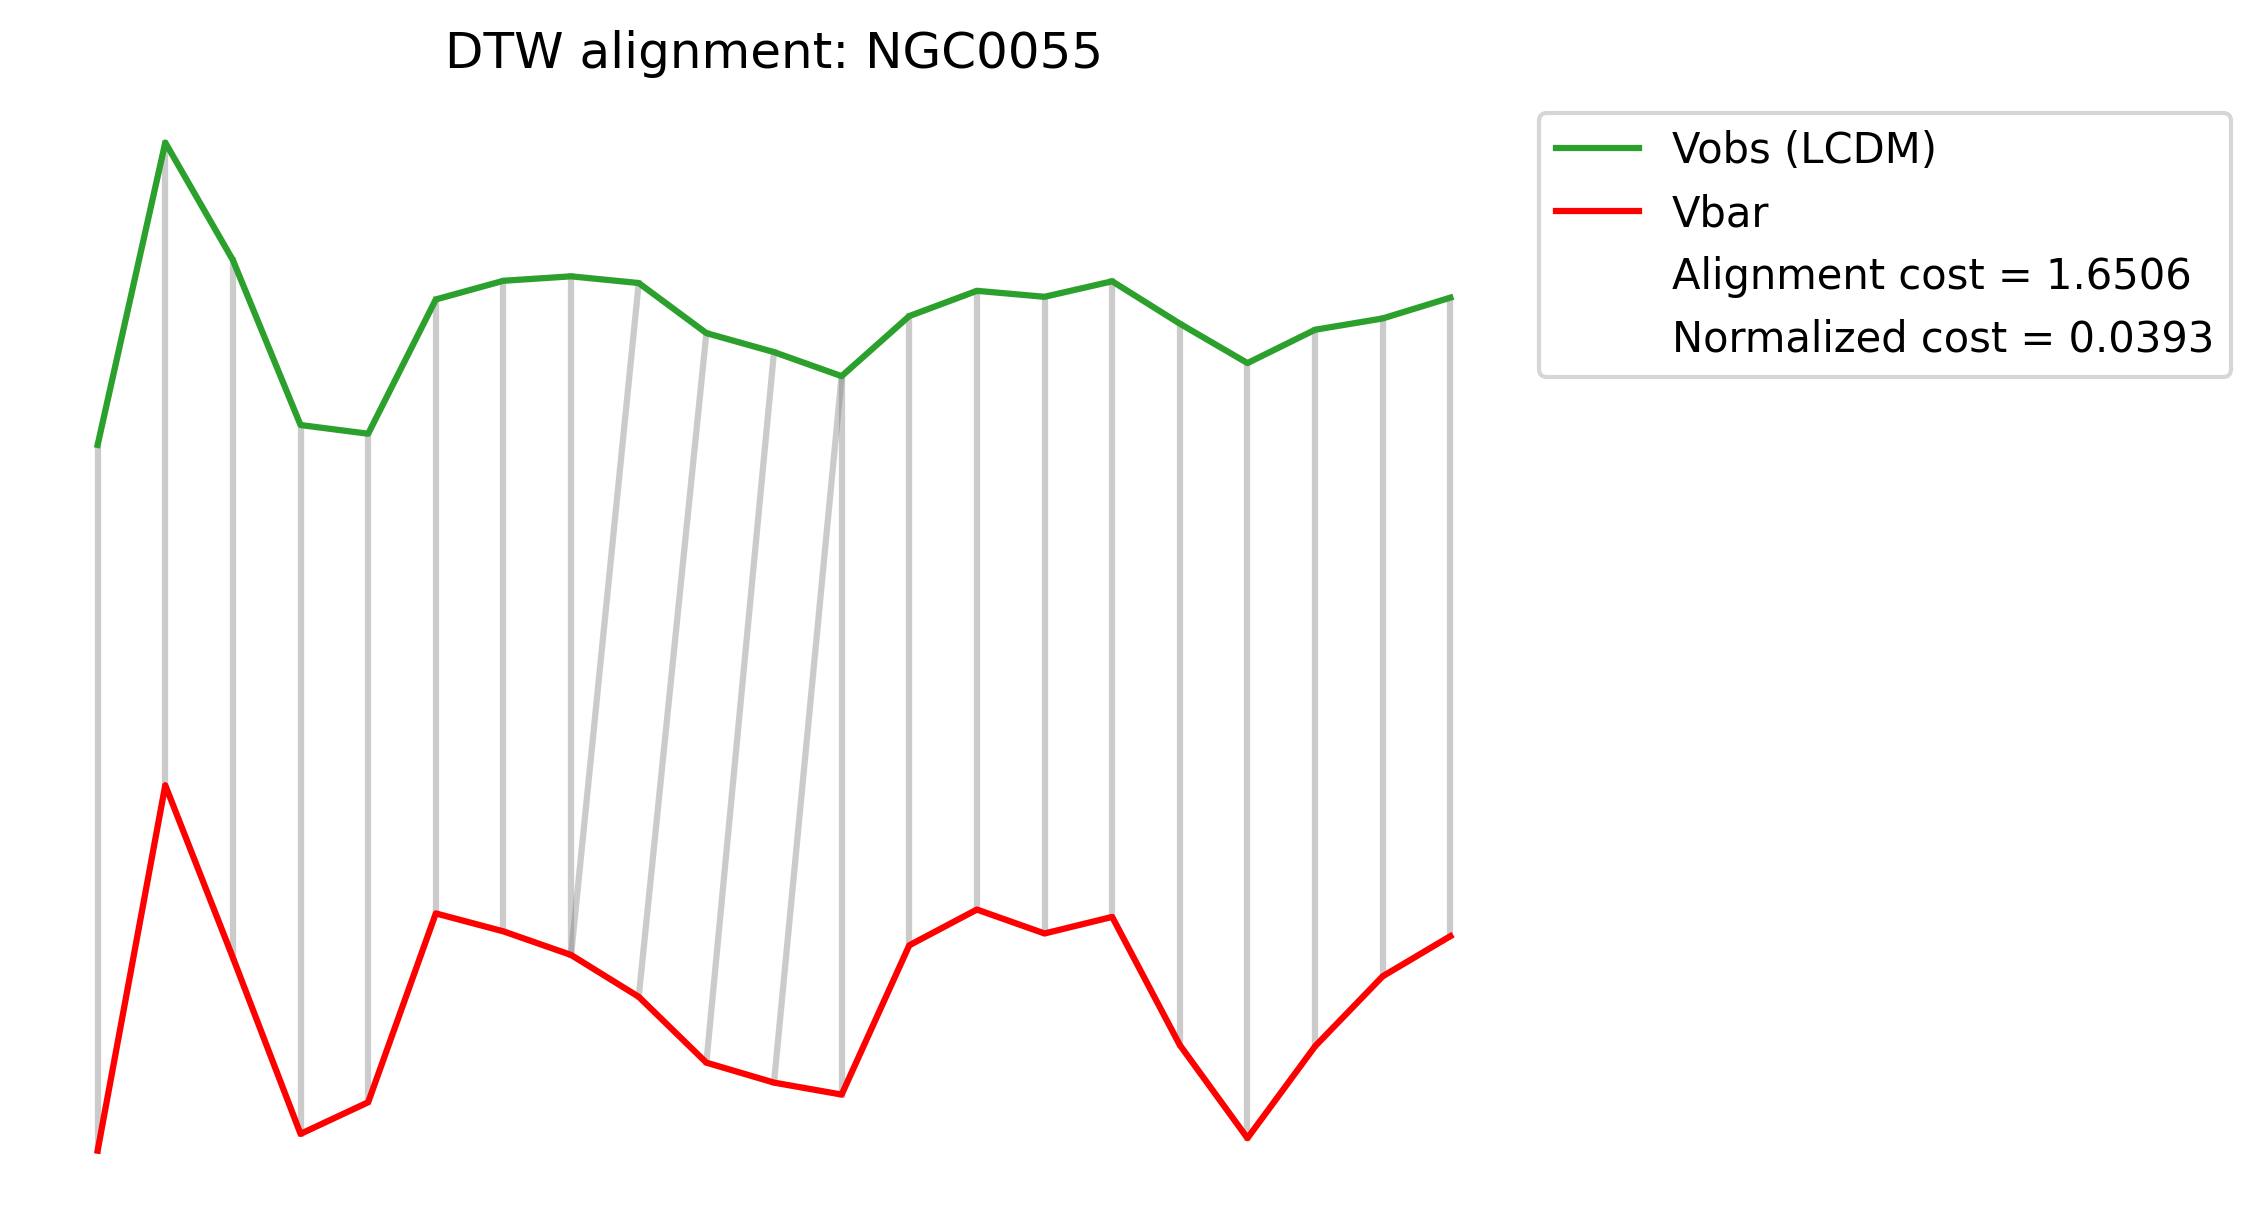 DTW alignment: NGC0055
Vobs (LCDM)
Vbar
Alignment cost = 1.6506
Normalized cost = 0.0393